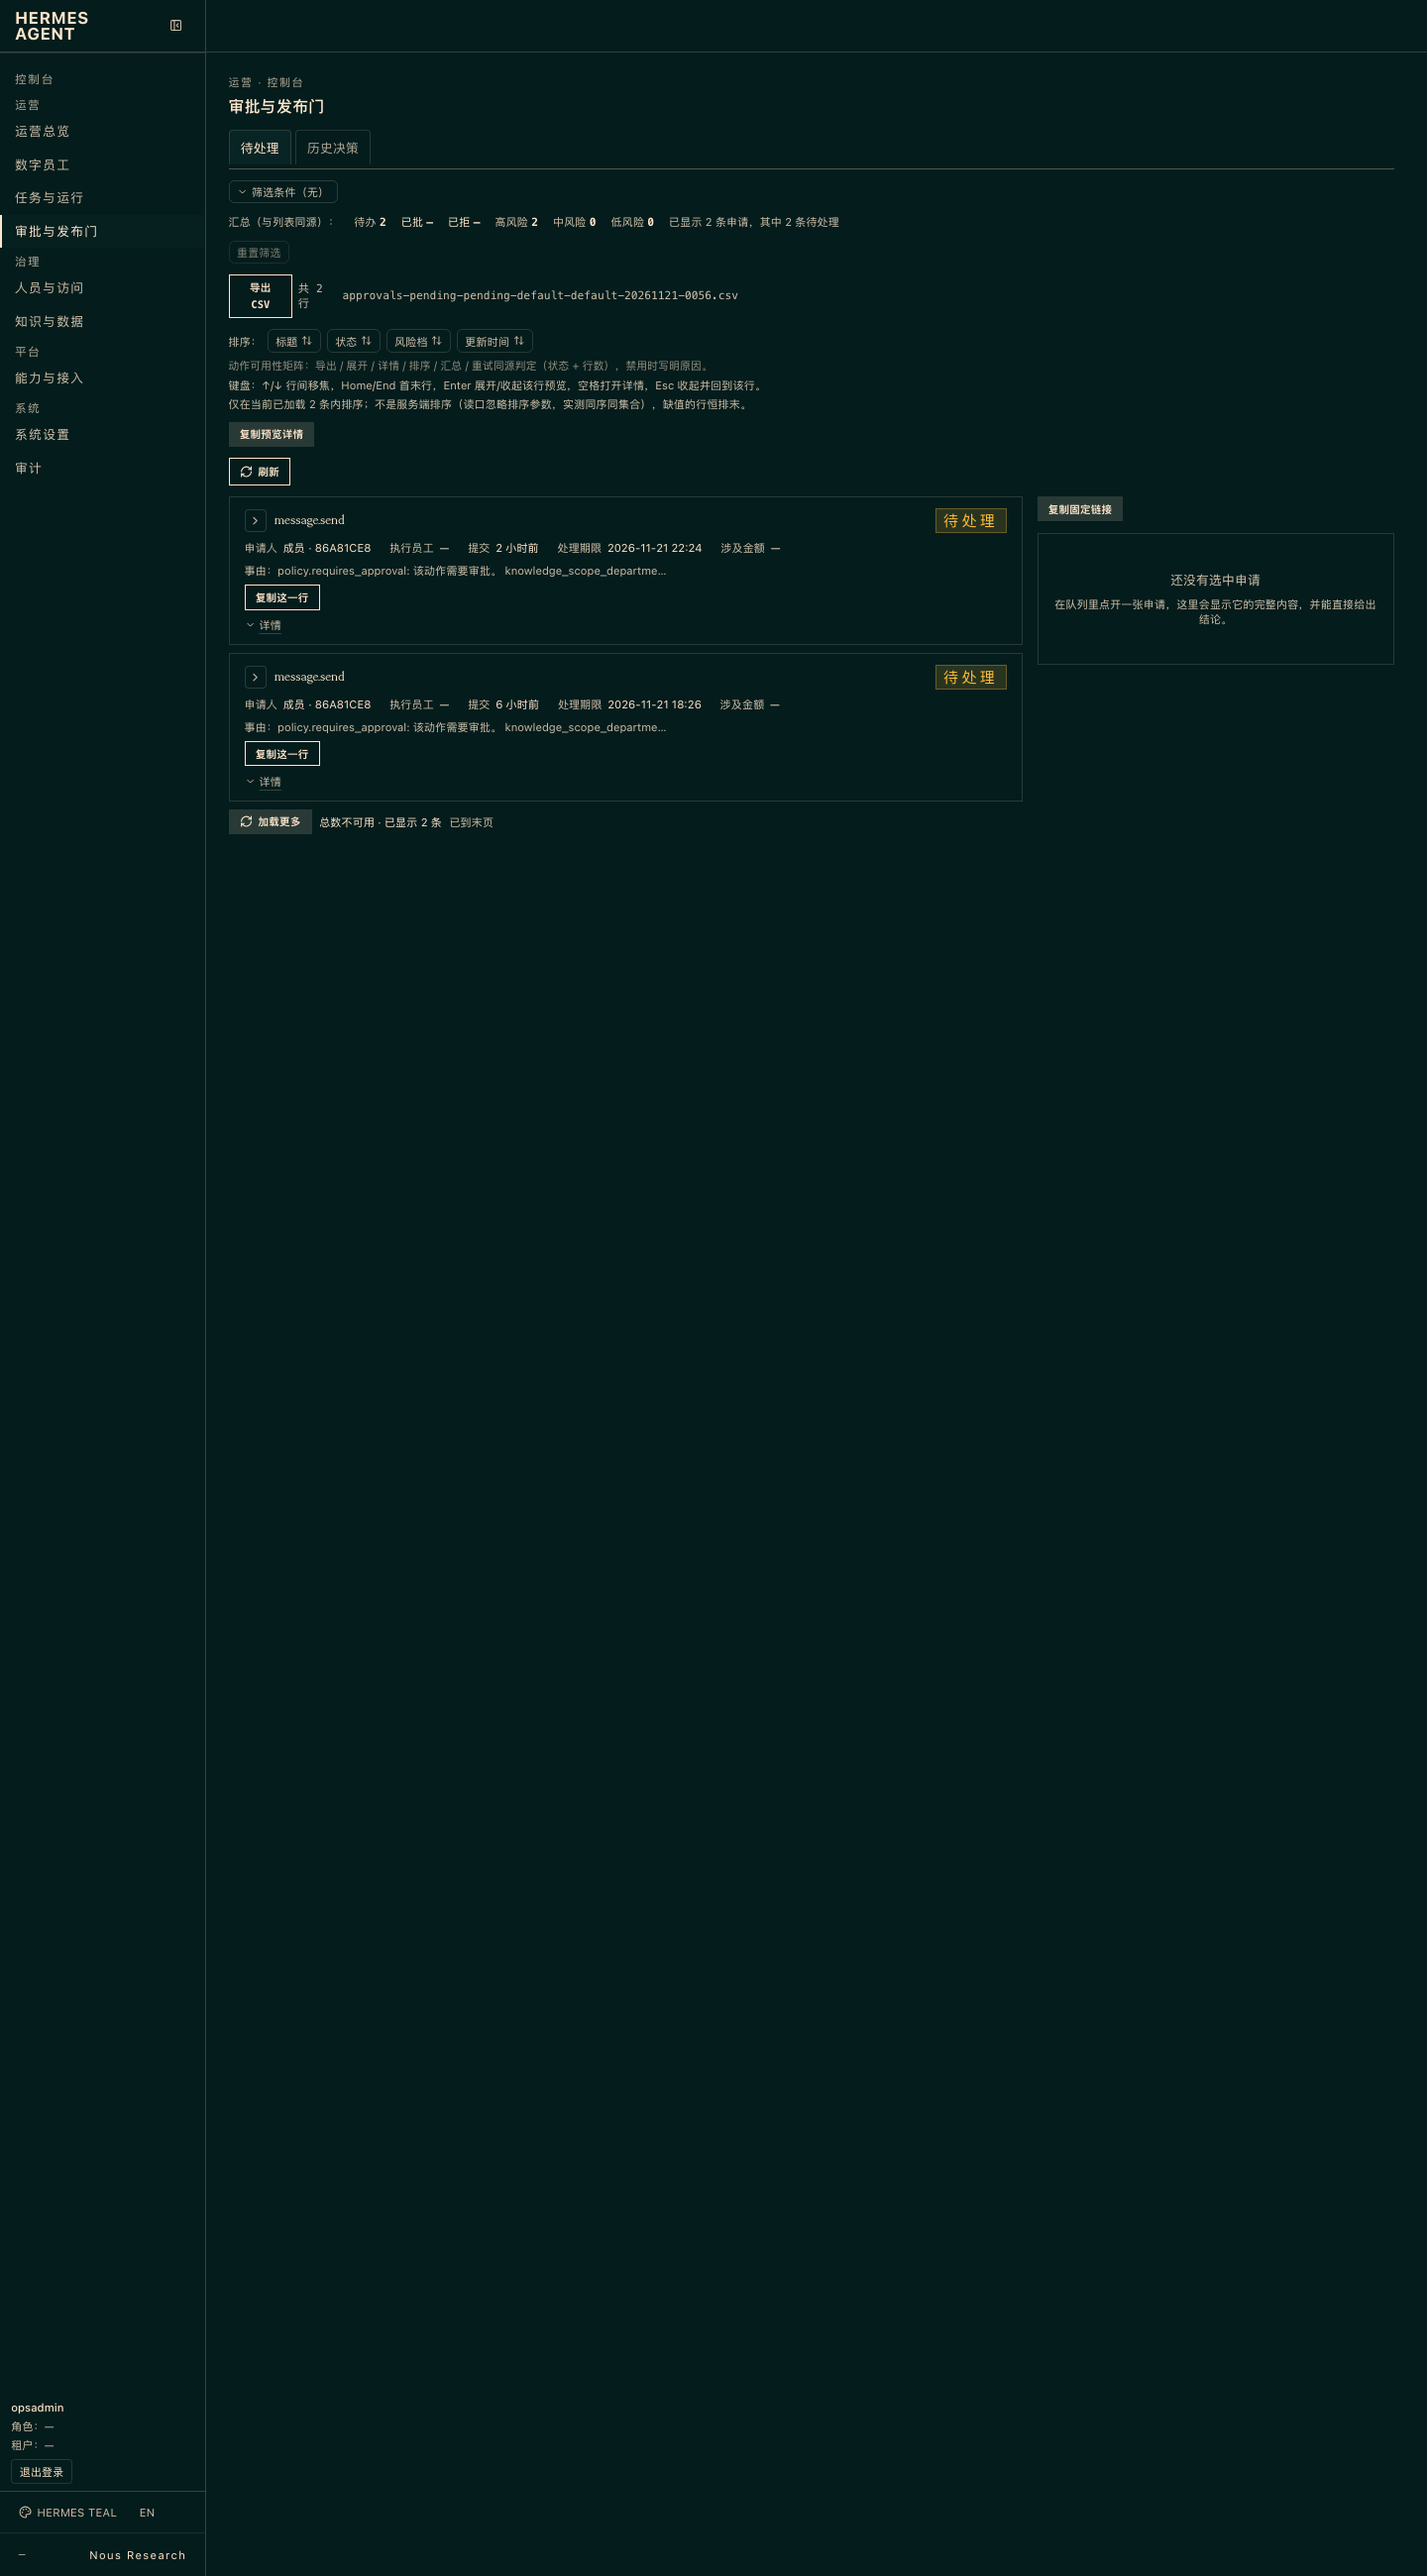 HERMES
AGENT
控制台
运营
运营总览
数字员工
任务与运行
审批与发布门
治理
人员与访问
知识与数据
平台
能力与接入
系统
系统设置
审计
opsadmin
角色：—
租户：—
退出登录
HERMES TEAL EN
— Nous Research
运营 · 控制台
审批与发布门
待处理 历史决策
筛选条件（无）
汇总（与列表同源）： 待办 2 已批 — 已拒 — 高风险 2 中风险 0 低风险 0 已显示 2 条申请，其中 2 条待处理
重置筛选
导出
CSV
共 2
行
approvals-pending-pending-default-default-20261121-0056.csv
排序： 标题 状态 风险档 更新时间
动作可用性矩阵：导出 / 展开 / 详情 / 排序 / 汇总 / 重试同源判定（状态 + 行数），禁用时写明原因。
键盘：↑/↓ 行间移焦，Home/End 首末行，Enter 展开/收起该行预览，空格打开详情，Esc 收起并回到该行。
仅在当前已加载 2 条内排序；不是服务端排序（读口忽略排序参数，实测同序同集合），缺值的行恒排末。
复制预览详情
刷新
message.send 待处理
申请人 成员 · 86A81CE8 执行员工 — 提交 2 小时前 处理期限 2026-11-21 22:24 涉及金额 —
事由：policy.requires_approval: 该动作需要审批。 knowledge_scope_departme…
复制这一行
详情
message.send 待处理
申请人 成员 · 86A81CE8 执行员工 — 提交 6 小时前 处理期限 2026-11-21 18:26 涉及金额 —
事由：policy.requires_approval: 该动作需要审批。 knowledge_scope_departme…
复制这一行
详情
加载更多 总数不可用 · 已显示 2 条 已到末页
复制固定链接
还没有选中申请
在队列里点开一张申请，这里会显示它的完整内容，并能直接给出
结论。